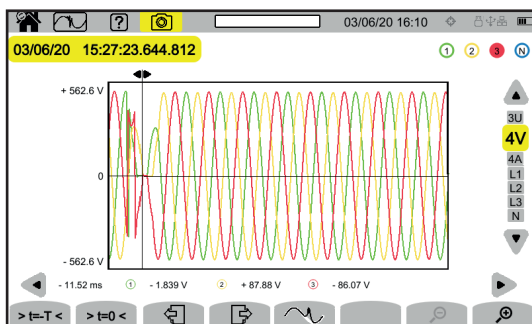 ? 03/06/20 16:10
03/06/20 15:27:23.644.812 1 2 3 N
+ 562.6 V
0
- 562.6 V
3U
4V
4A
L1
L2
L3
N
- 11.52 ms 1 - 1.839 V 2 + 87.88 V 3 - 86.07 V
> t=-T < > t=0 <